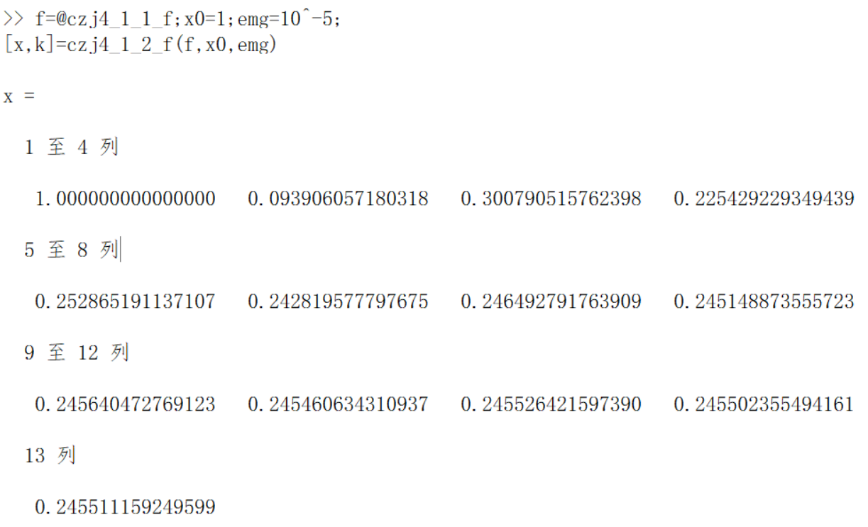 >> f=@czj4_1_1_f;x0=1;emg=10^-5;
[x,k]=czj4_1_2_f(f,x0,emg)
x =
1 至 4 列
1.000000000000000 0.093906057180318 0.300790515762398 0.225429229349439
5 至 8 列
0.252865191137107 0.242819577797675 0.246492791763909 0.245148873555723
9 至 12 列
0.245640472769123 0.245460634310937 0.245526421597390 0.245502355494161
13 列
0.245511159249599